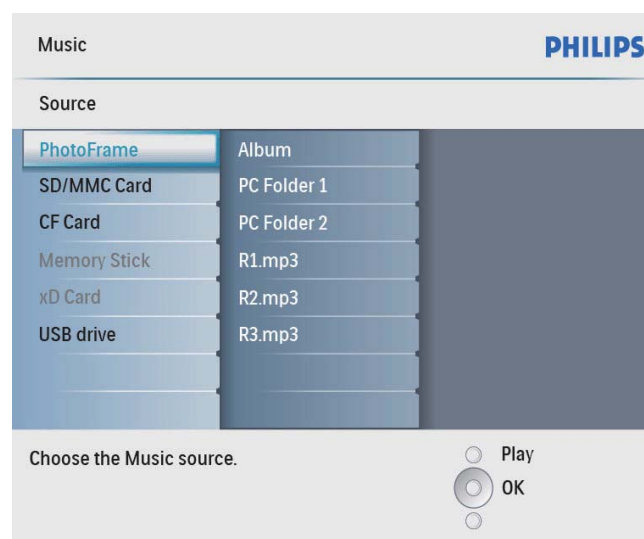 Music
PHILIPS
Source
PhotoFrame
SD/MMC Card
CF Card
Memory Stick
xD Card
USB drive
Album
PC Folder 1
PC Folder 2
R1.mp3
R2.mp3
R3.mp3
Choose the Music source.
Play
OK